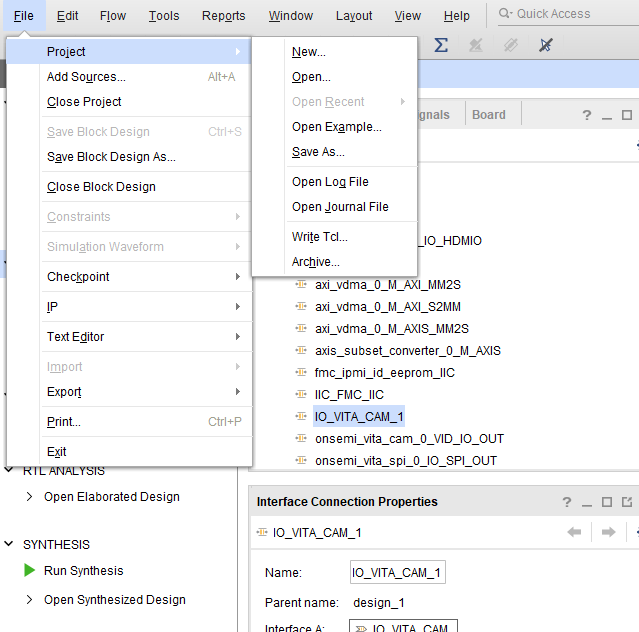 File Edit Flow Tools Reports Window Layout View Help Quick Access
Project
Add Sources... Alt+A
Close Project
Save Block Design Ctrl+S
Save Block Design As...
Close Block Design
Constraints
Simulation Waveform
Checkpoint
IP
Text Editor
Import
Export
Print... Ctrl+P
Exit
New...
Open...
Open Recent
Open Example...
Save As...
Open Log File
Open Journal File
Write Tcl...
Archive...
gnals Board
_IO_HDMIO
axi_vdma_0_M_AXI_MM2S
axi_vdma_0_M_AXI_S2MM
axi_vdma_0_M_AXIS_MM2S
axis_subset_converter_0_M_AXIS
fmc_ipmi_id_eeprom_IIC
IIC_FMC_IIC
IO_VITA_CAM_1
onsemi_vita_cam_0_VID_IO_OUT
onsemi_vita_spi_0_IO_SPI_OUT
RTL ANALYSIS
Open Elaborated Design
SYNTHESIS
Run Synthesis
Open Synthesized Design
Interface Connection Properties
IO_VITA_CAM_1
Name: IO_VITA_CAM_1
Parent name: design_1
Interface A: IO_VITA_CAM